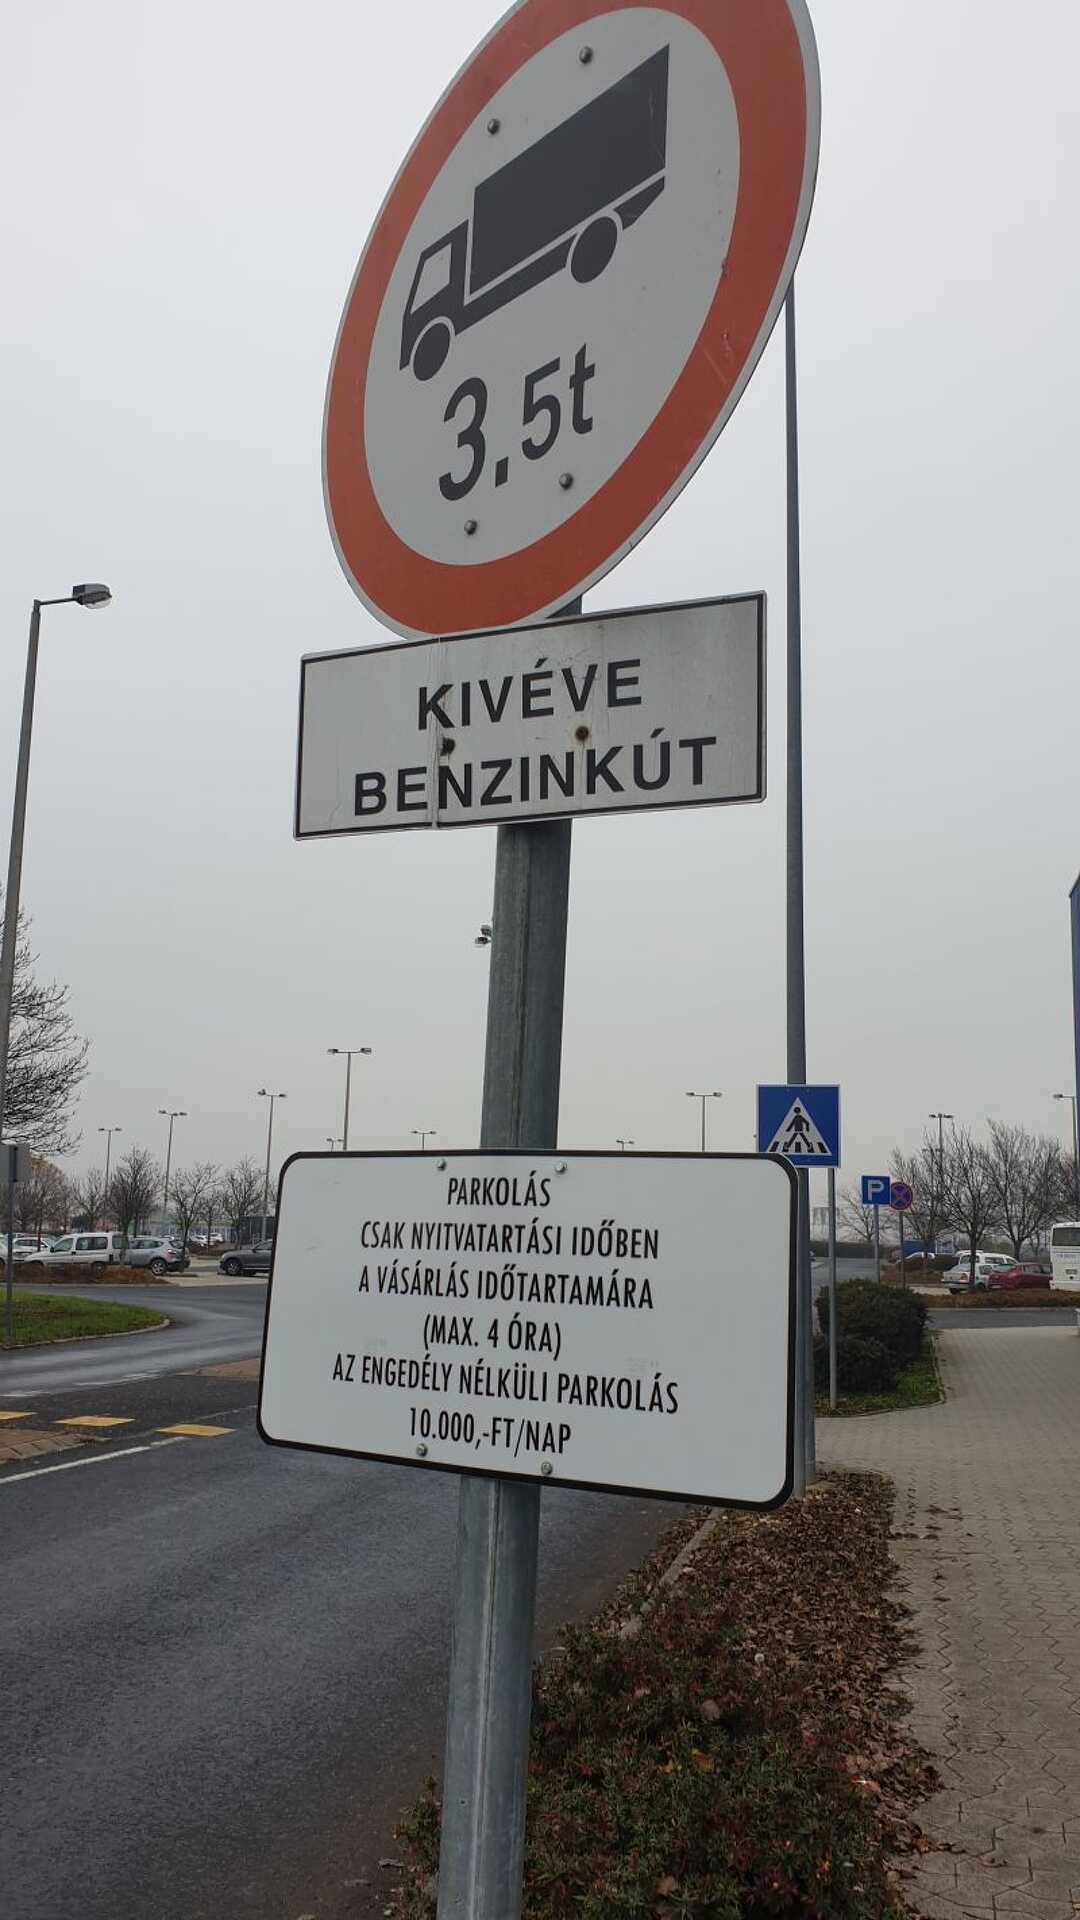 3.5t
KIVÉVE
BENZINKÚT
PARKOLÁS
CSAK NYITVATARTÁSI IDŐBEN
A VÁSÁRLÁS IDŐTARTAMÁRA
(MAX. 4 ÓRA)
AZ ENGEDÉLY NÉLKÜLI PARKOLÁS
10.000,-FT/NAP
P